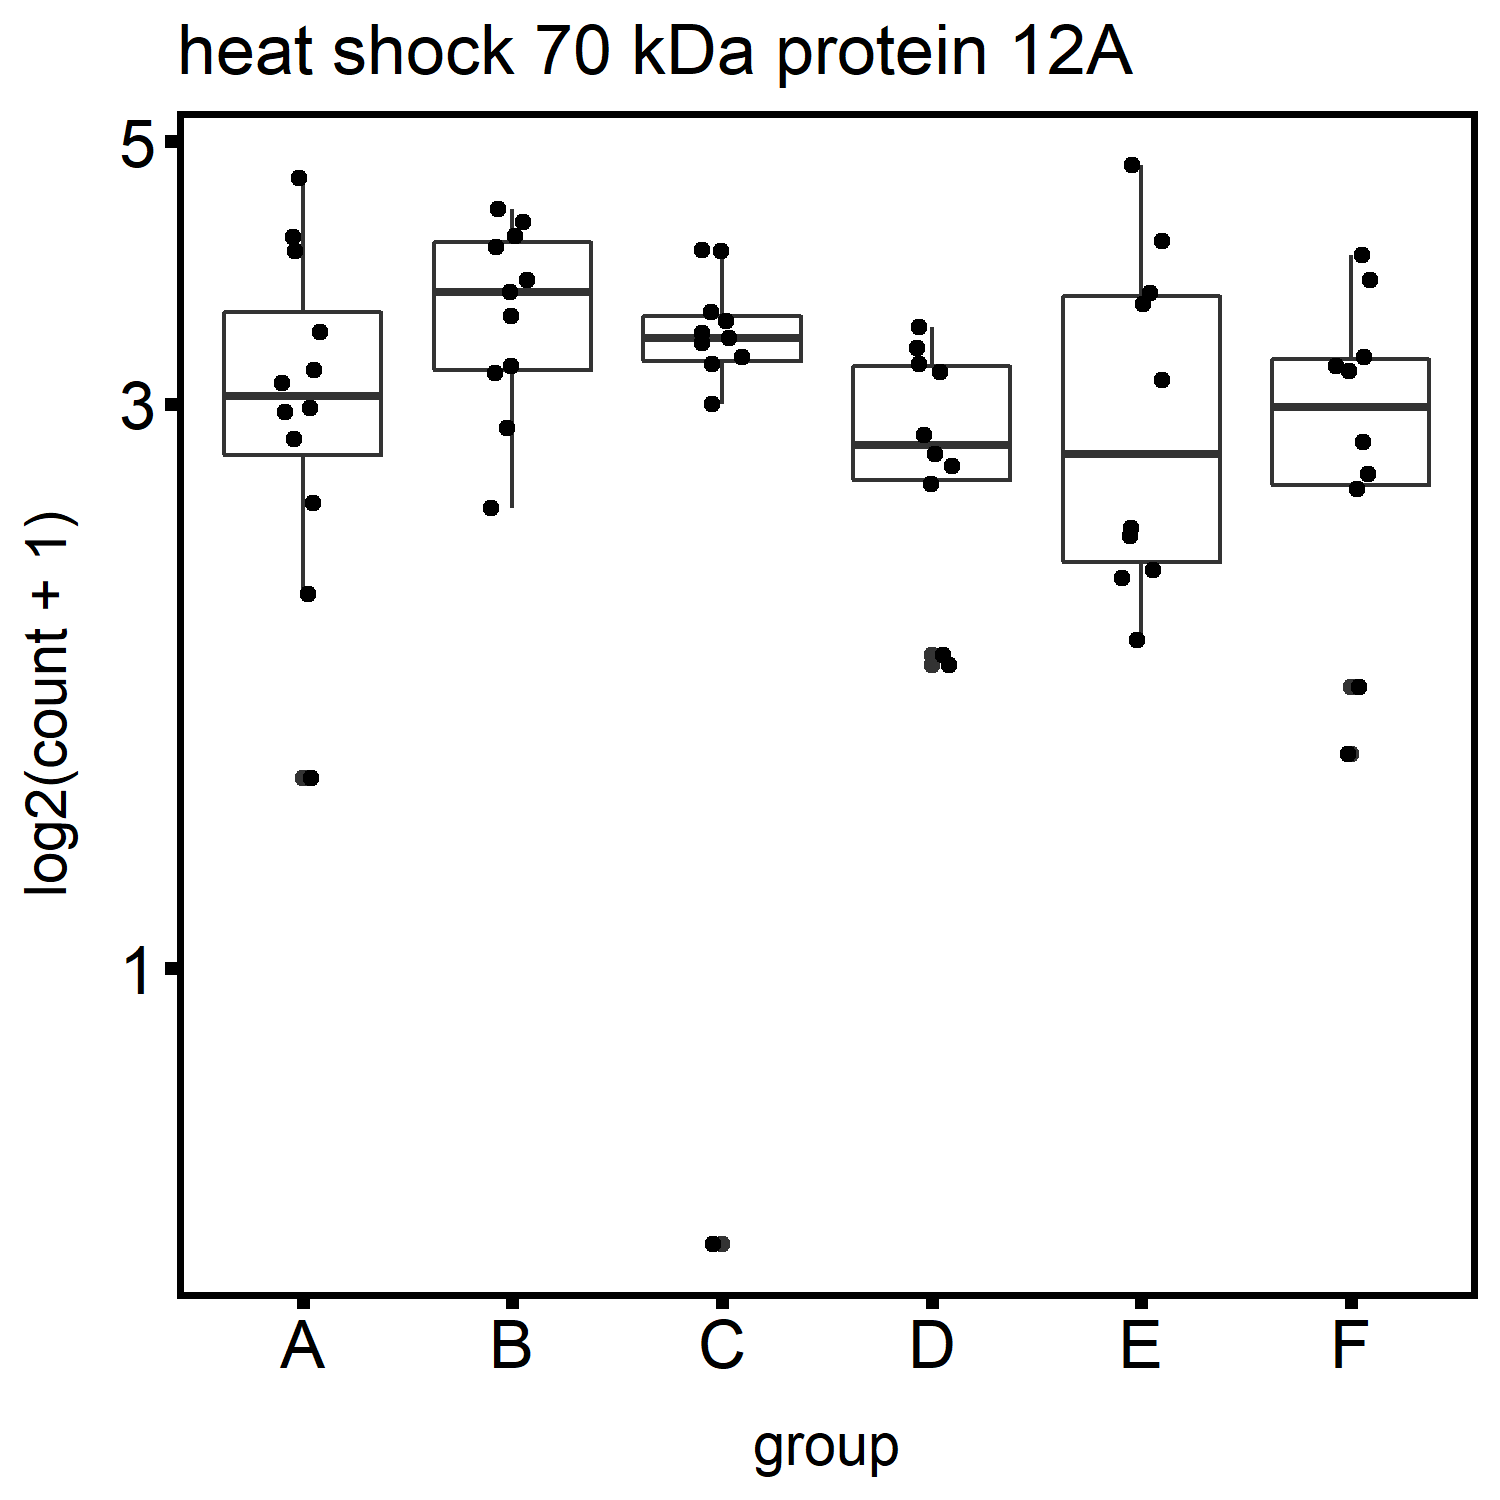 heat shock 70 kDa protein 12A
5
3
1
log2(count + 1)
A B C D E F
group